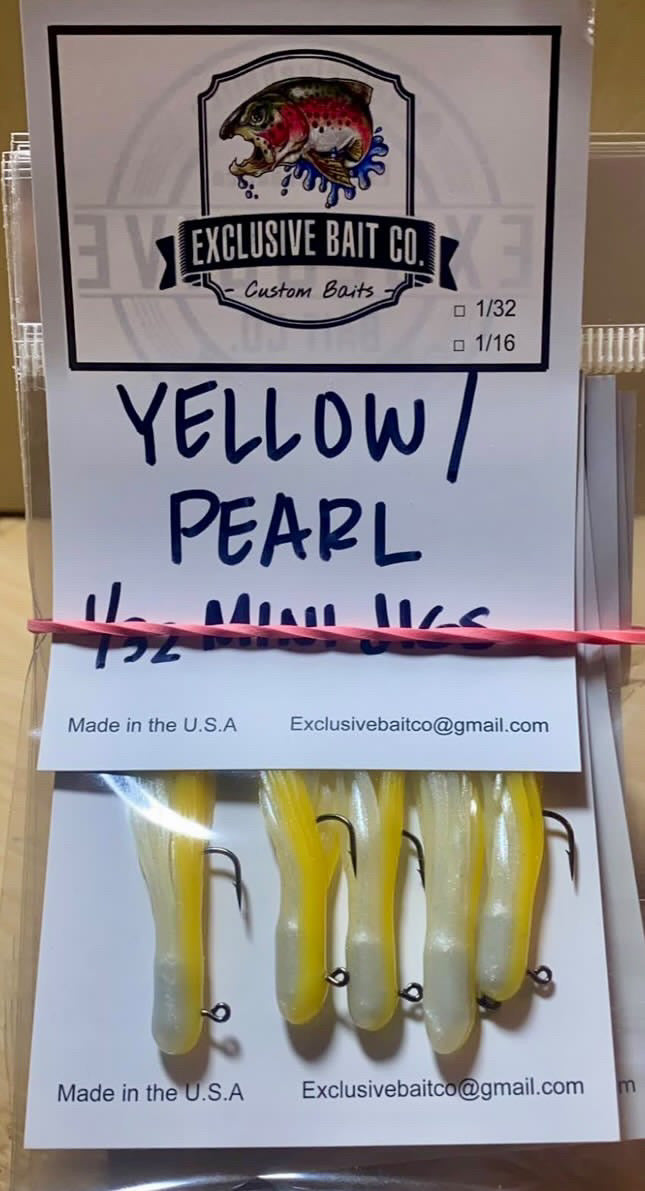 EXCLUSIVE BAIT CO.
- Custom Baits -
☐ 1/32
☐ 1/16
YELLOW/
PEARL
1/32 MINI JIGS
Made in the U.S.A Exclusivebaitco@gmail.com
Made in the U.S.A Exclusivebaitco@gmail.com
m